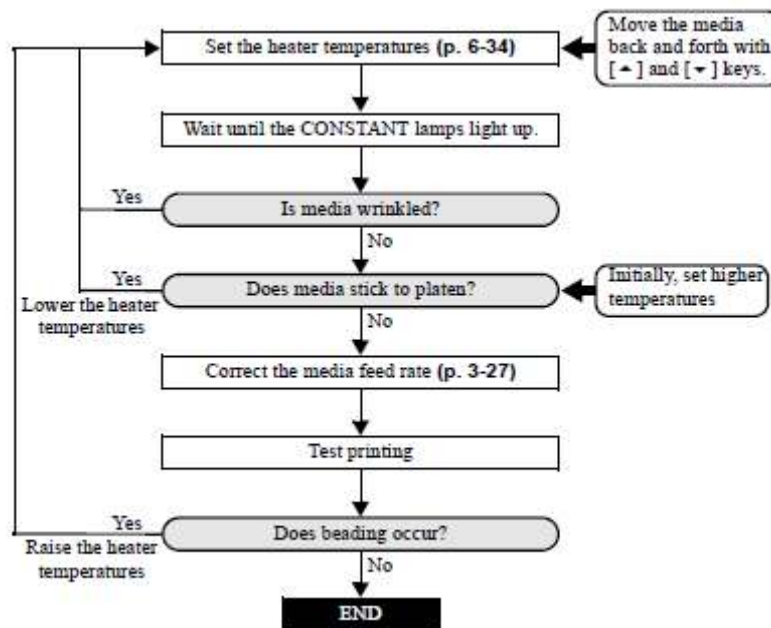 Set the heater temperatures (p. 6-34)
Move the media
back and forth with
[▲] and [▼] keys.
Wait until the CONSTANT lamps light up.
Yes
Is media wrinkled?
No
Yes
Does media stick to platen?
Initially, set higher
temperatures
Lower the heater
temperatures
No
Correct the media feed rate (p. 3-27)
Test printing
Yes
Does beading occur?
Raise the heater
temperatures
No
END